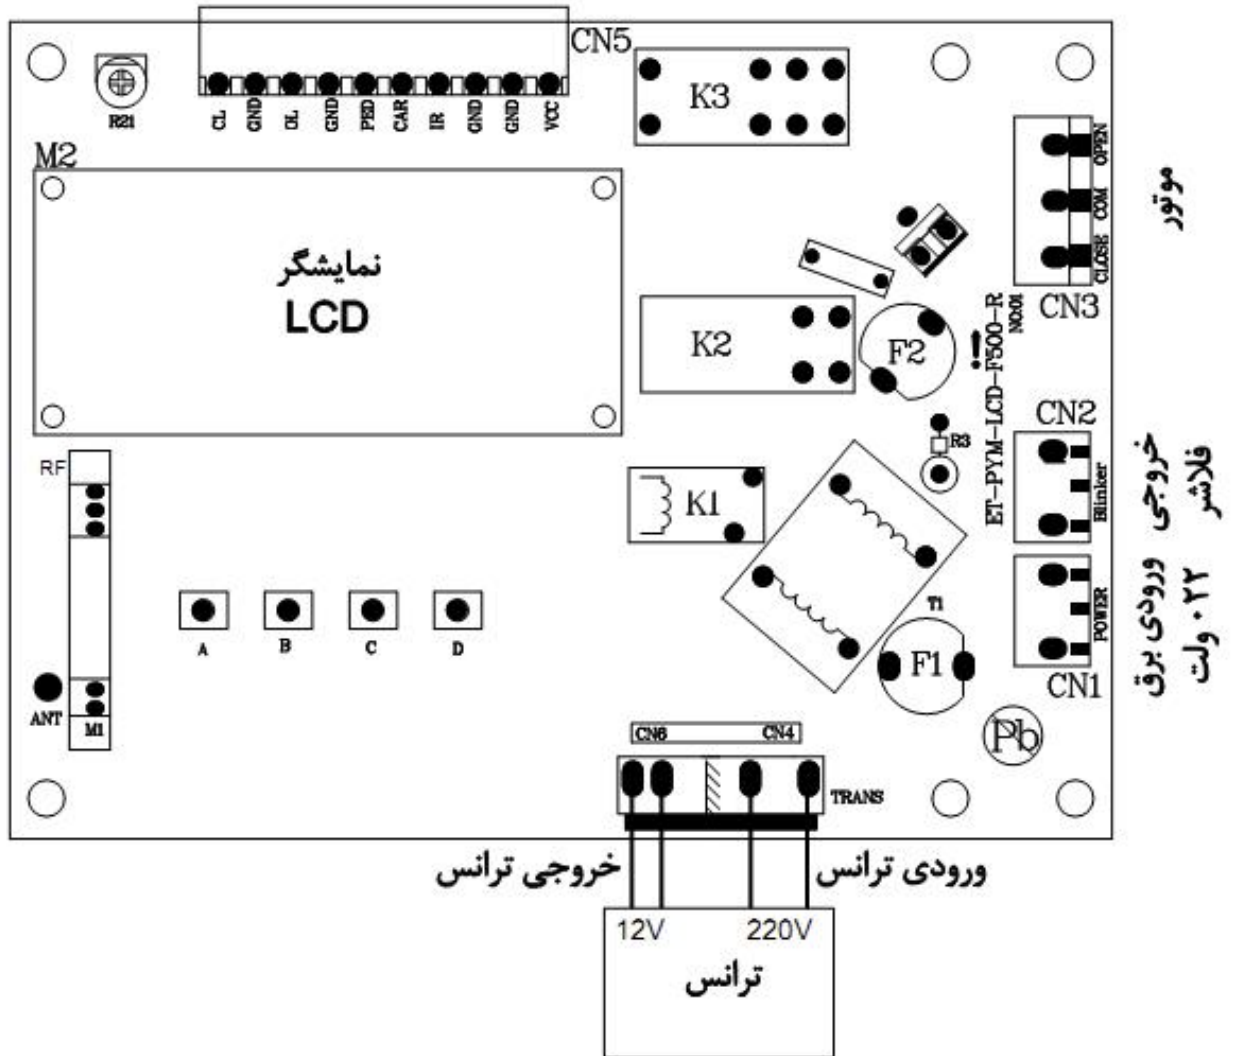 CN5
K3
R21
CL GND OL GND PED CAR IR GND GND VCC
M2
نمایشگر
LCD
OPEN
COM
CLOSE
CN3
موتور
K2
F2
ET-PYM-LCD-F500-R
NO:01
!
R3
CN2
Blinker
خروجی
فلاشر
RF
K1
T1
POWER
CN1
ورودی برق
۲۲۰ ولت
A B C D
F1
ANT
M1
Pb
CN6 CN4
TRANS
خروجی ترانس
ورودی ترانس
12V 220V
ترانس